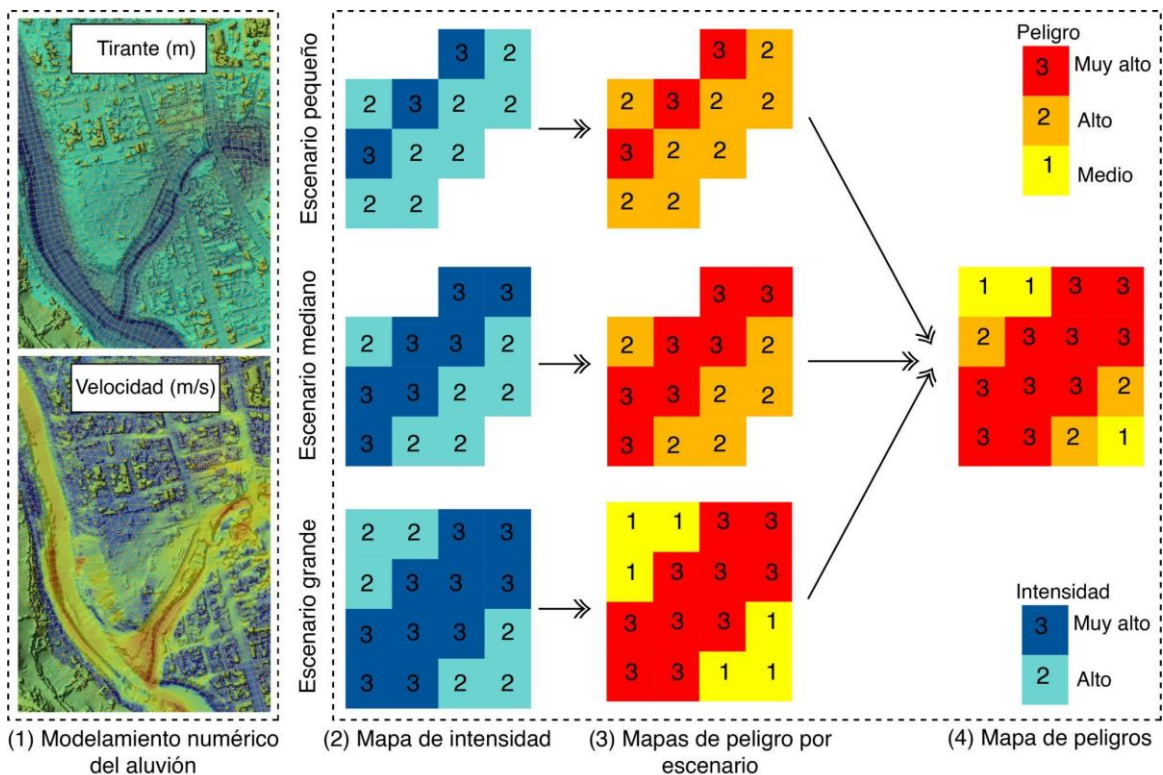 Tirante (m)
Velocidad (m/s)
(1) Modelamiento numérico
del aluvión
Escenario pequeño
3 2
2 3 2 2
3 2 2
2 2
3 2
2 3 2 2
3 2 2
2 2
Escenario mediano
3 3
2 3 3 2
3 3 2 2
3 2 2
3 3
2 3 3 2
3 3 2 2
3 2 2
Escenario grande
2 2 3 3
2 3 3 3
3 3 3 2
3 3 2 2
1 1 3 3
1 3 3 3
3 3 3 1
3 3 1 1
(2) Mapa de intensidad
(3) Mapas de peligro por
escenario
Peligro
3 Muy alto
2 Alto
1 Medio
1 1 3 3
2 3 3 3
3 3 3 2
3 3 2 1
Intensidad
3 Muy alto
2 Alto
(4) Mapa de peligros